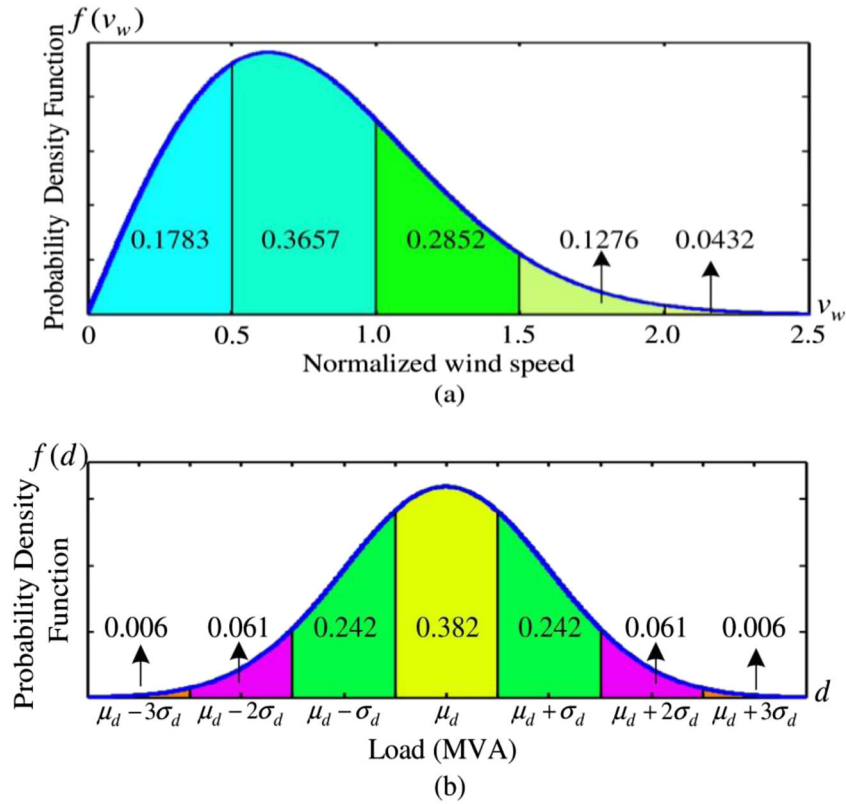 f(v_w)
Probability Density Function
0.1783 0.3657 0.2852 0.1276 0.0432
v_w
0 0.5 1.0 1.5 2.0 2.5
Normalized wind speed
(a)
f(d)
Probability Density
Function
0.006 0.061 0.242 0.382 0.242 0.061 0.006
d
μ_d −3σ_d μ_d −2σ_d μ_d −σ_d μ_d μ_d +σ_d μ_d +2σ_d μ_d +3σ_d
Load (MVA)
(b)